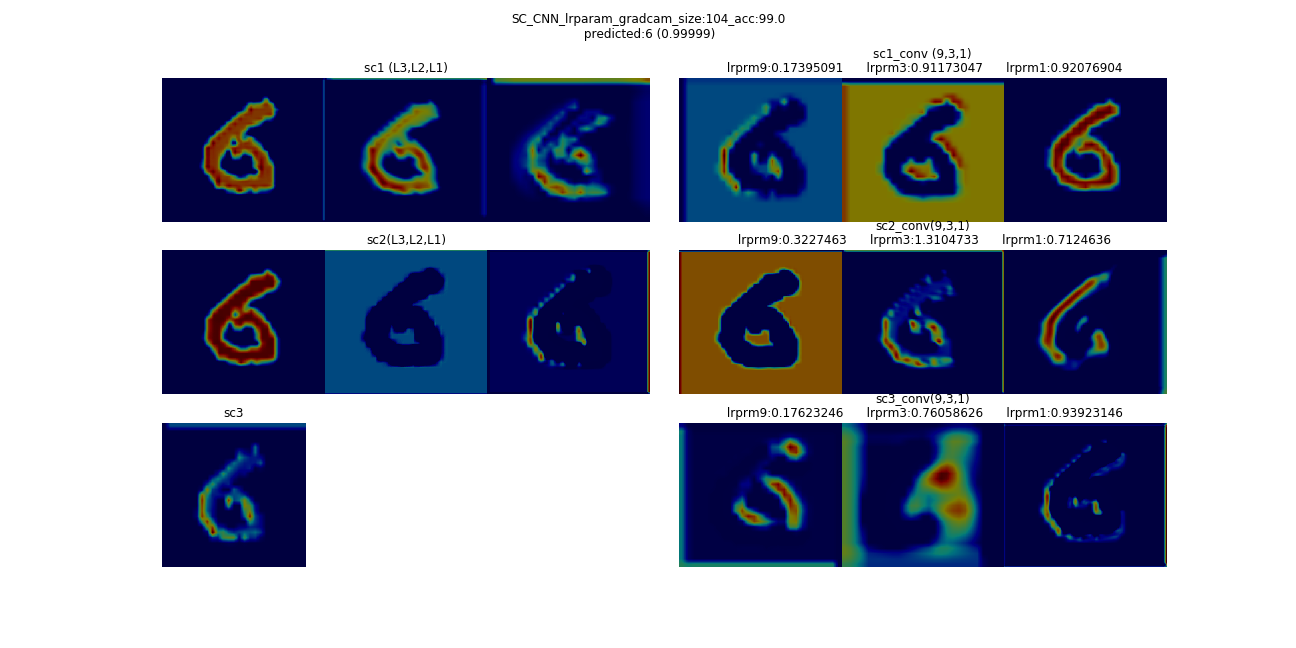 SC_CNN_lrparam_gradcam_size:104_acc:99.0
predicted:6 (0.99999)
sc1 (L3,L2,L1)
sc1_conv (9,3,1)
lrprm9:0.17395091 lrprm3:0.91173047 lrprm1:0.92076904
sc2(L3,L2,L1)
sc2_conv(9,3,1)
lrprm9:0.3227463 lrprm3:1.3104733 lrprm1:0.7124636
sc3
sc3_conv(9,3,1)
lrprm9:0.17623246 lrprm3:0.76058626 lrprm1:0.93923146